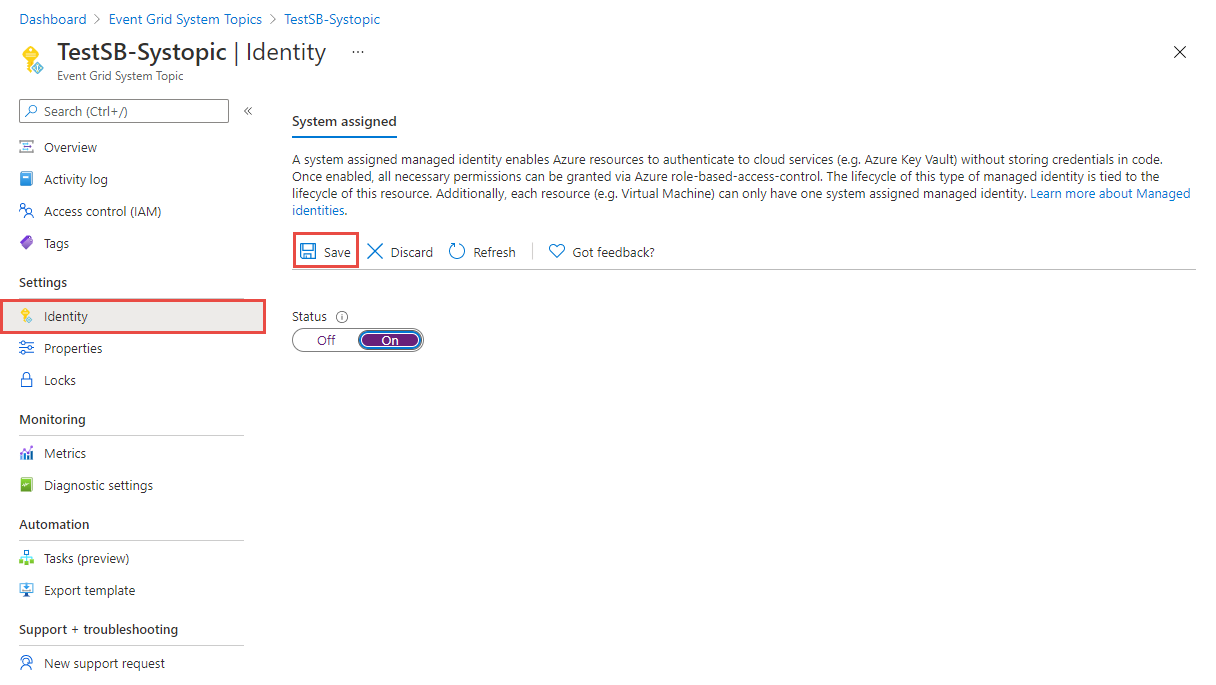 Dashboard > Event Grid System Topics > TestSB-Systopic
TestSB-Systopic | Identity ...
Event Grid System Topic
Search (Ctrl+/) «
Overview
Activity log
Access control (IAM)
Tags
Settings
Identity
Properties
Locks
Monitoring
Metrics
Diagnostic settings
Automation
Tasks (preview)
Export template
Support + troubleshooting
New support request
System assigned
A system assigned managed identity enables Azure resources to authenticate to cloud services (e.g. Azure Key Vault) without storing credentials in code.
Once enabled, all necessary permissions can be granted via Azure role-based-access-control. The lifecycle of this type of managed identity is tied to the
lifecycle of this resource. Additionally, each resource (e.g. Virtual Machine) can only have one system assigned managed identity. Learn more about Managed
identities.
Save Discard Refresh Got feedback?
Status
Off On